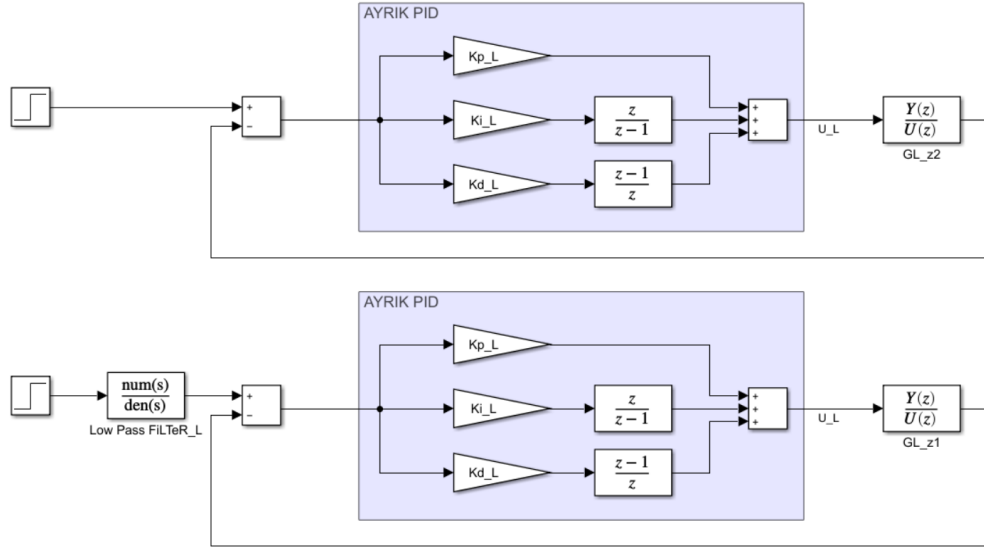 AYRIK PID
Kp_L
+
−
Ki_L
z
z − 1
+
+
+
U_L
Y(z)
U(z)
GL_z2
Kd_L
z − 1
z
AYRIK PID
Kp_L
num(s)
den(s)
Low Pass FiLTeR_L
+
−
Ki_L
z
z − 1
+
+
+
U_L
Y(z)
U(z)
GL_z1
Kd_L
z − 1
z